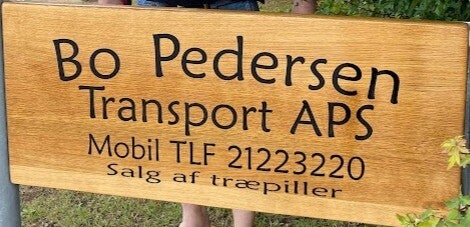 Bo Pedersen
Transport APS
Mobil TLF 21223220
Salg af træpiller